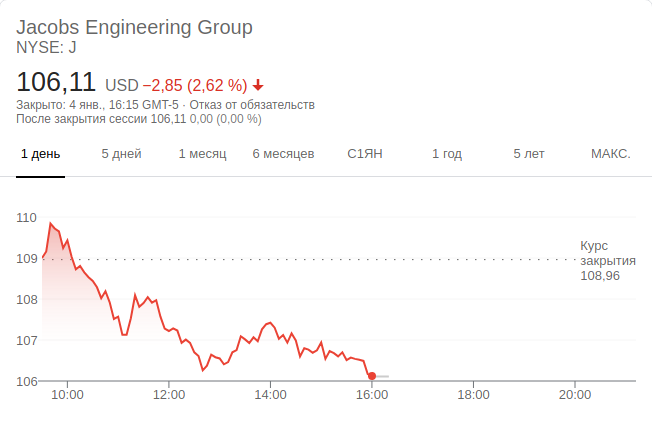 Jacobs Engineering Group
NYSE: J
106,11 USD −2,85 (2,62 %)
Закрыто: 4 янв., 16:15 GMT-5 · Отказ от обязательств
После закрытия сессии 106,11 0,00 (0,00 %)
1 день 5 дней 1 месяц 6 месяцев С1ЯН 1 год 5 лет МАКС.
110
109
108
107
106
Курс
закрытия
108,96
10:00 12:00 14:00 16:00 18:00 20:00